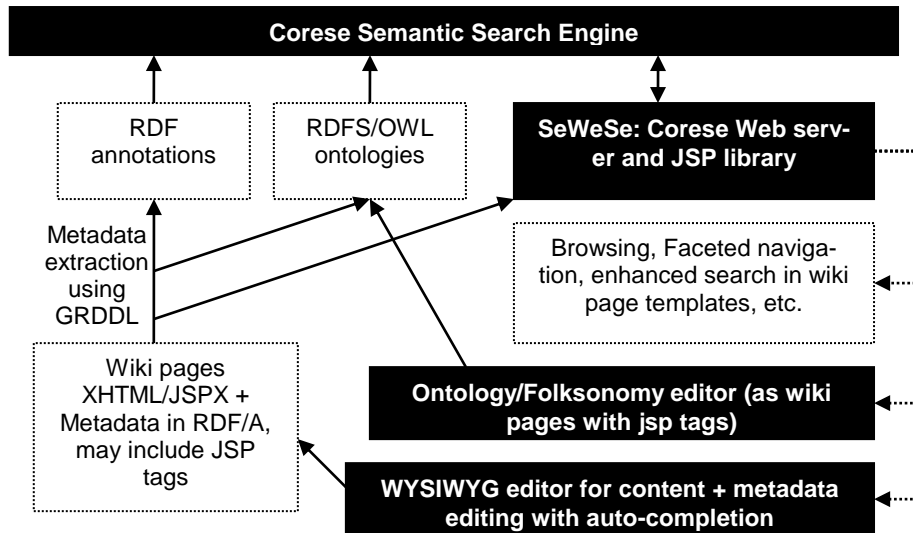 Corese Semantic Search Engine
RDF
annotations
RDFS/OWL
ontologies
SeWeSe: Corese Web serv-
er and JSP library
Metadata
extraction
using
GRDDL
Browsing, Faceted naviga-
tion, enhanced search in wiki
page templates, etc.
Wiki pages
XHTML/JSPX +
Metadata in RDF/A,
may include JSP
tags
Ontology/Folksonomy editor (as wiki
pages with jsp tags)
WYSIWYG editor for content + metadata
editing with auto-completion